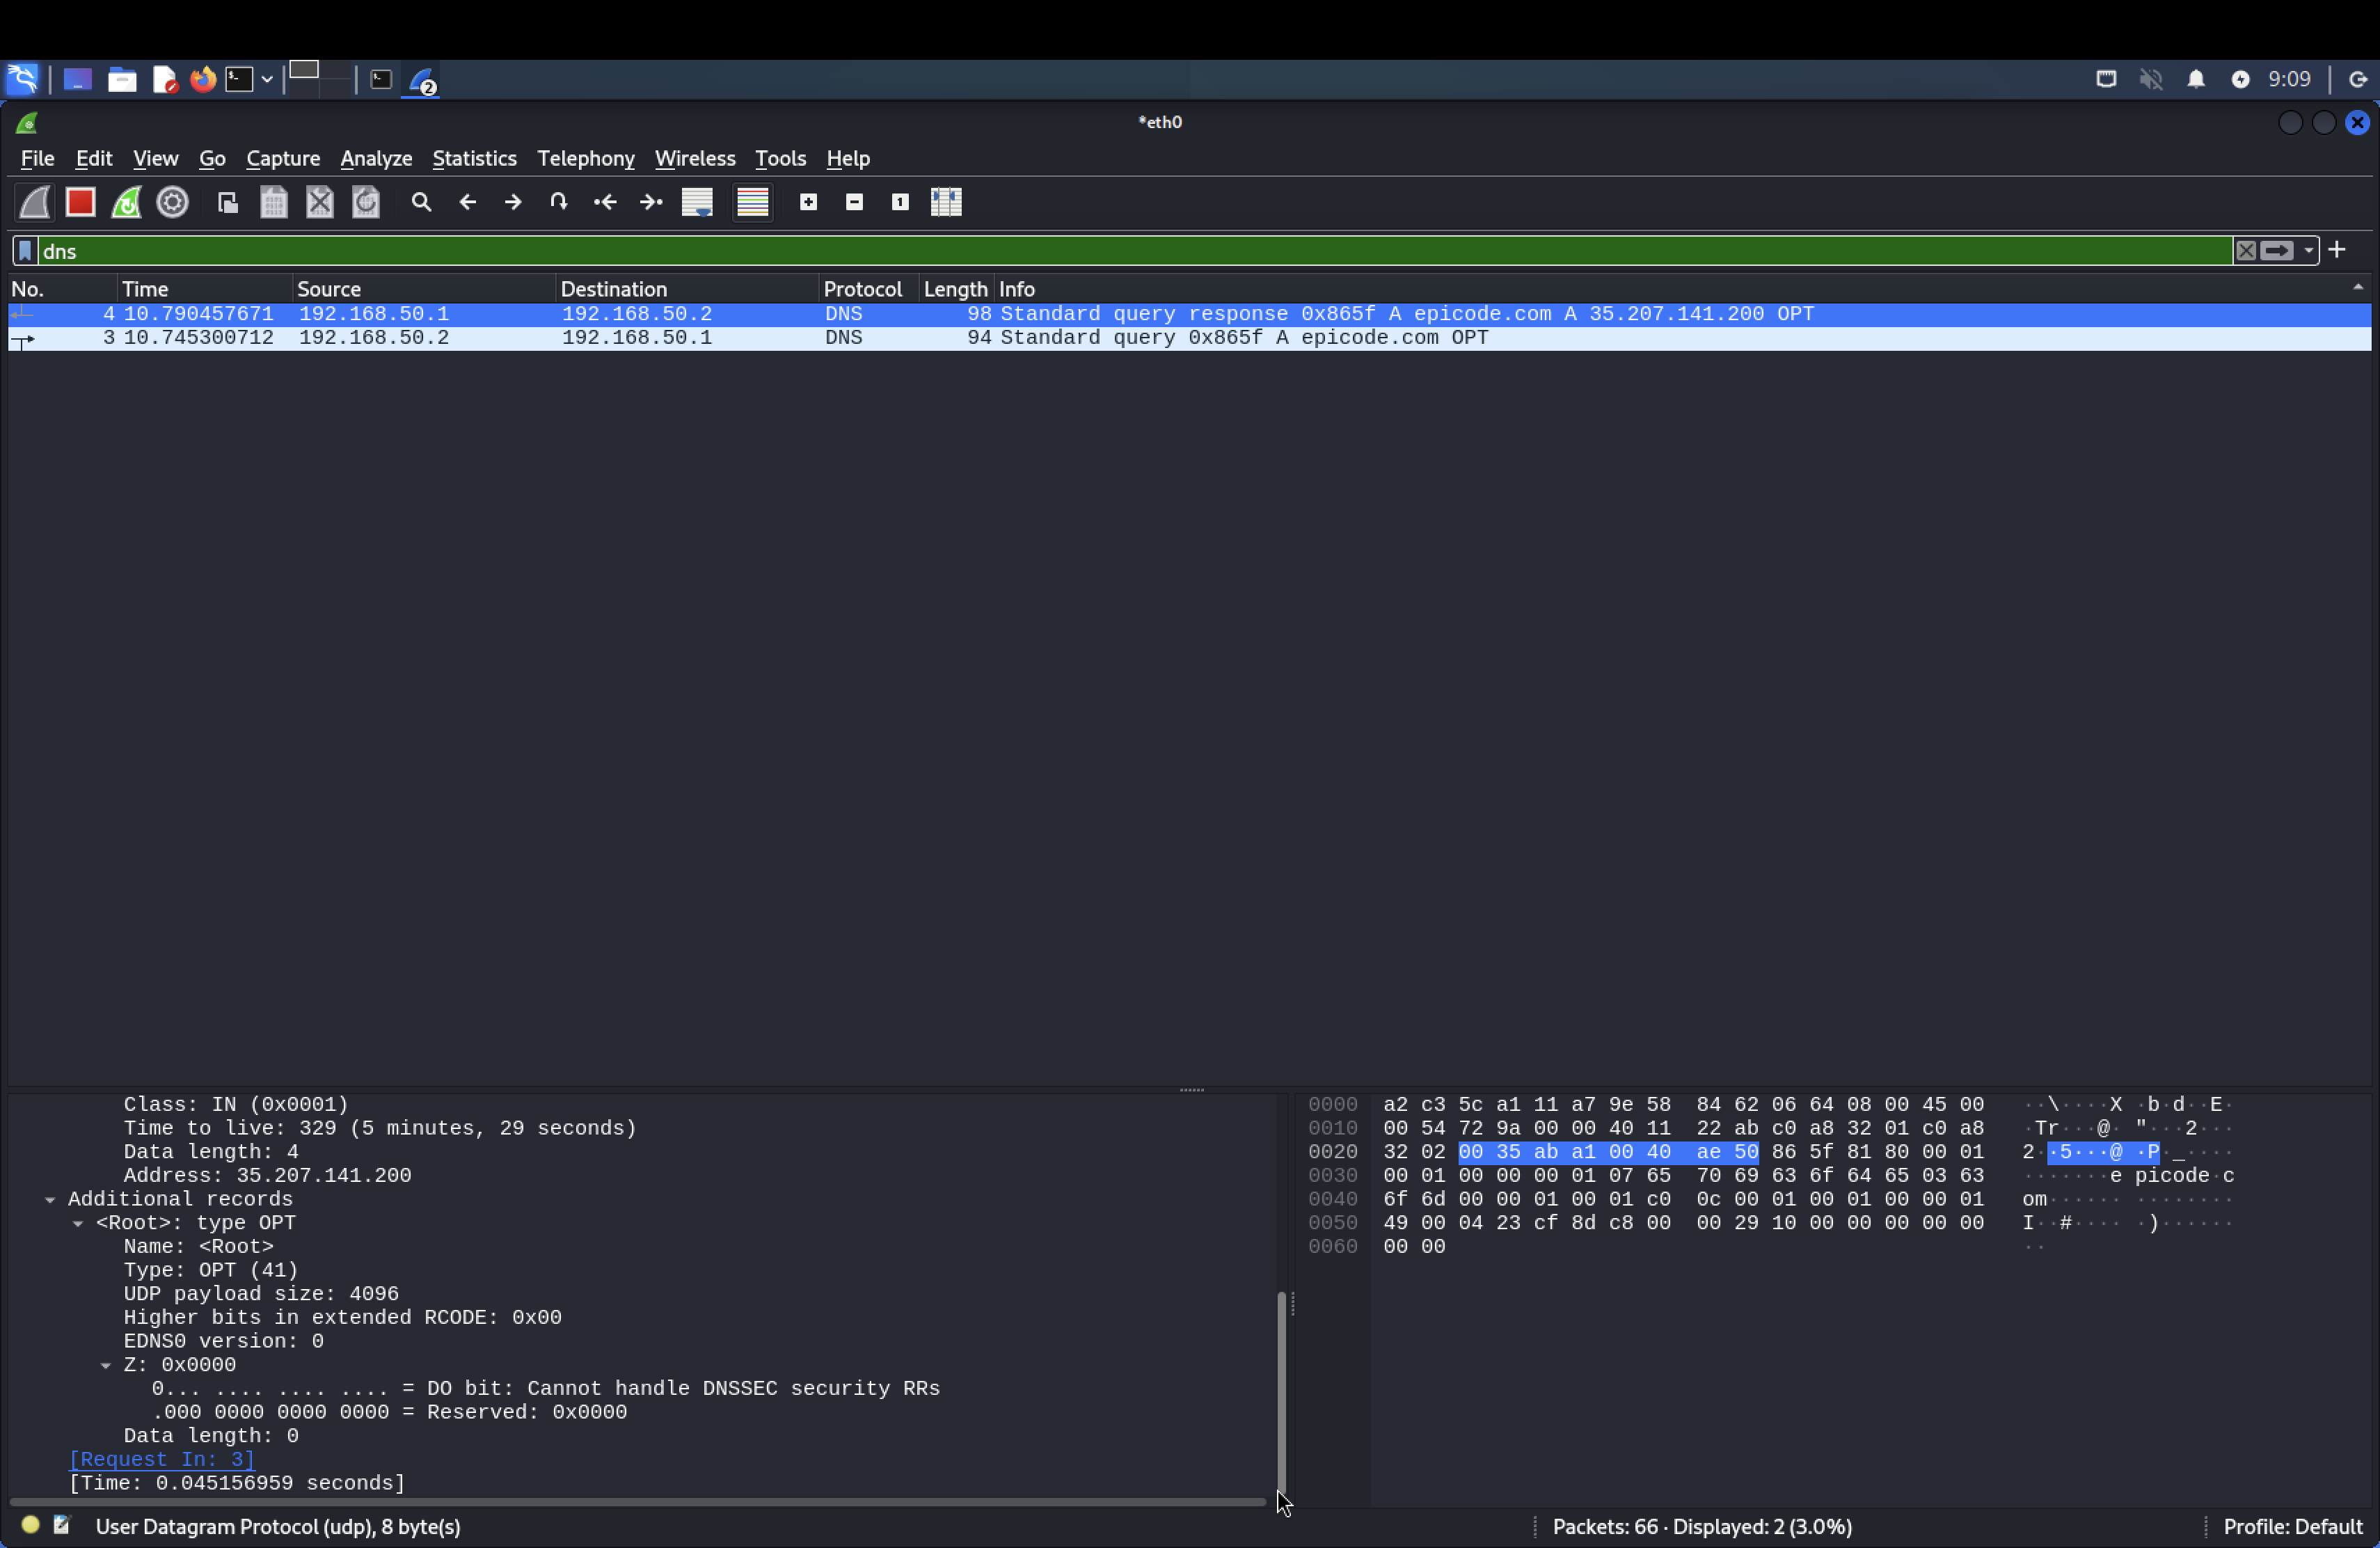 2
9:09
*eth0
File Edit View Go Capture Analyze Statistics Telephony Wireless Tools Help
dns
No. Time Source Destination Protocol Length Info
4 10.790457671 192.168.50.1 192.168.50.2 DNS 98 Standard query response 0x865f A epicode.com A 35.207.141.200 OPT
3 10.745300712 192.168.50.2 192.168.50.1 DNS 94 Standard query 0x865f A epicode.com OPT
Class: IN (0x0001)
Time to live: 329 (5 minutes, 29 seconds)
Data length: 4
Address: 35.207.141.200
Additional records
<Root>: type OPT
Name: <Root>
Type: OPT (41)
UDP payload size: 4096
Higher bits in extended RCODE: 0x00
EDNS0 version: 0
Z: 0x0000
0... .... .... .... = DO bit: Cannot handle DNSSEC security RRs
.000 0000 0000 0000 = Reserved: 0x0000
Data length: 0
[Request In: 3]
[Time: 0.045156959 seconds]
0000 a2 c3 5c a1 11 a7 9e 58 84 62 06 64 08 00 45 00 ··\····X ·b·d··E·
0010 00 54 72 9a 00 00 40 11 22 ab c0 a8 32 01 c0 a8 ·Tr···@· "···2···
0020 32 02 00 35 ab a1 00 40 ae 50 86 5f 81 80 00 01 2··5···@ ·P·_····
0030 00 01 00 00 00 01 07 65 70 69 63 6f 64 65 03 63 ·······e picode·c
0040 6f 6d 00 00 01 00 01 c0 0c 00 01 00 01 00 00 01 om······ ········
0050 49 00 04 23 cf 8d c8 00 00 29 10 00 00 00 00 00 I··#···· ·)······
0060 00 00 ··
User Datagram Protocol (udp), 8 byte(s)
Packets: 66 · Displayed: 2 (3.0%)
Profile: Default